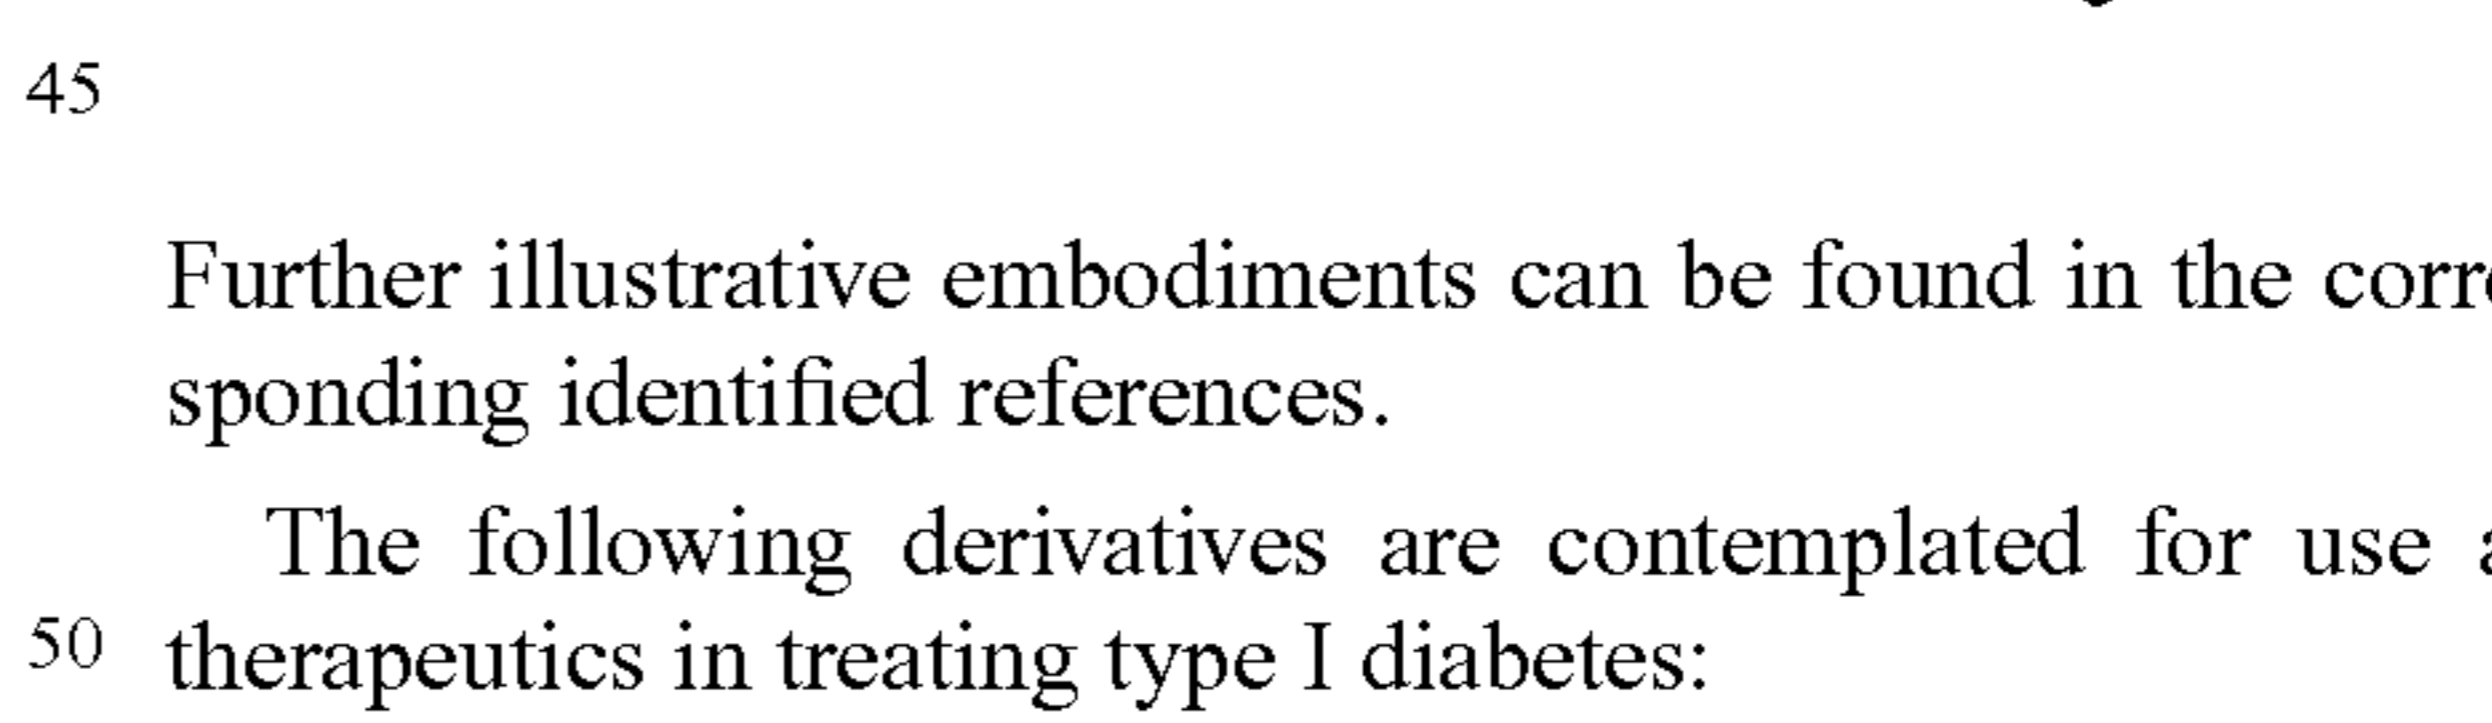 45
Further illustrative embodiments can be found in the corre
sponding identified references.
The following derivatives are contemplated for use
50 therapeutics in treating type I diabetes: